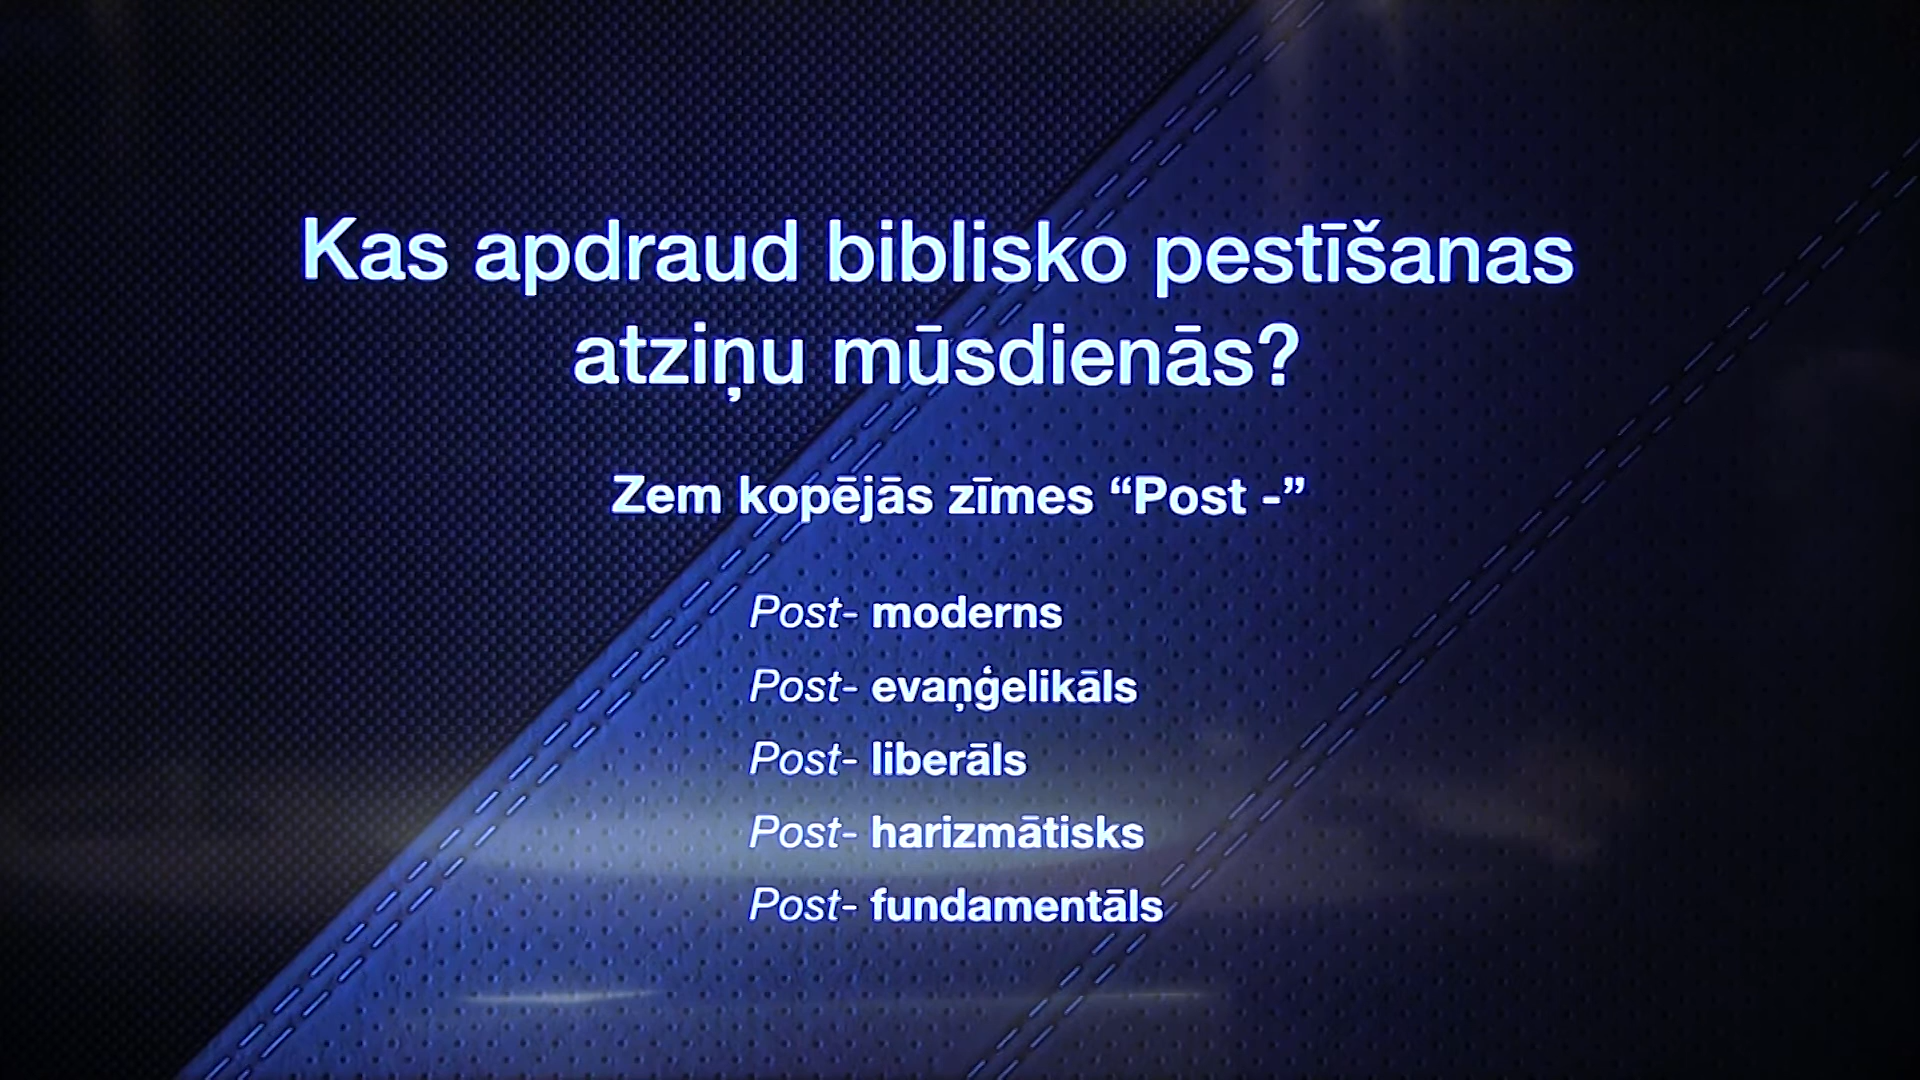 Kas apdraud biblisko pestīšanas
atziņu mūsdienās?
Zem kopējās zīmes “Post -”
Post- moderns
Post- evaņģelikāls
Post- liberāls
Post- harizmātisks
Post- fundamentāls